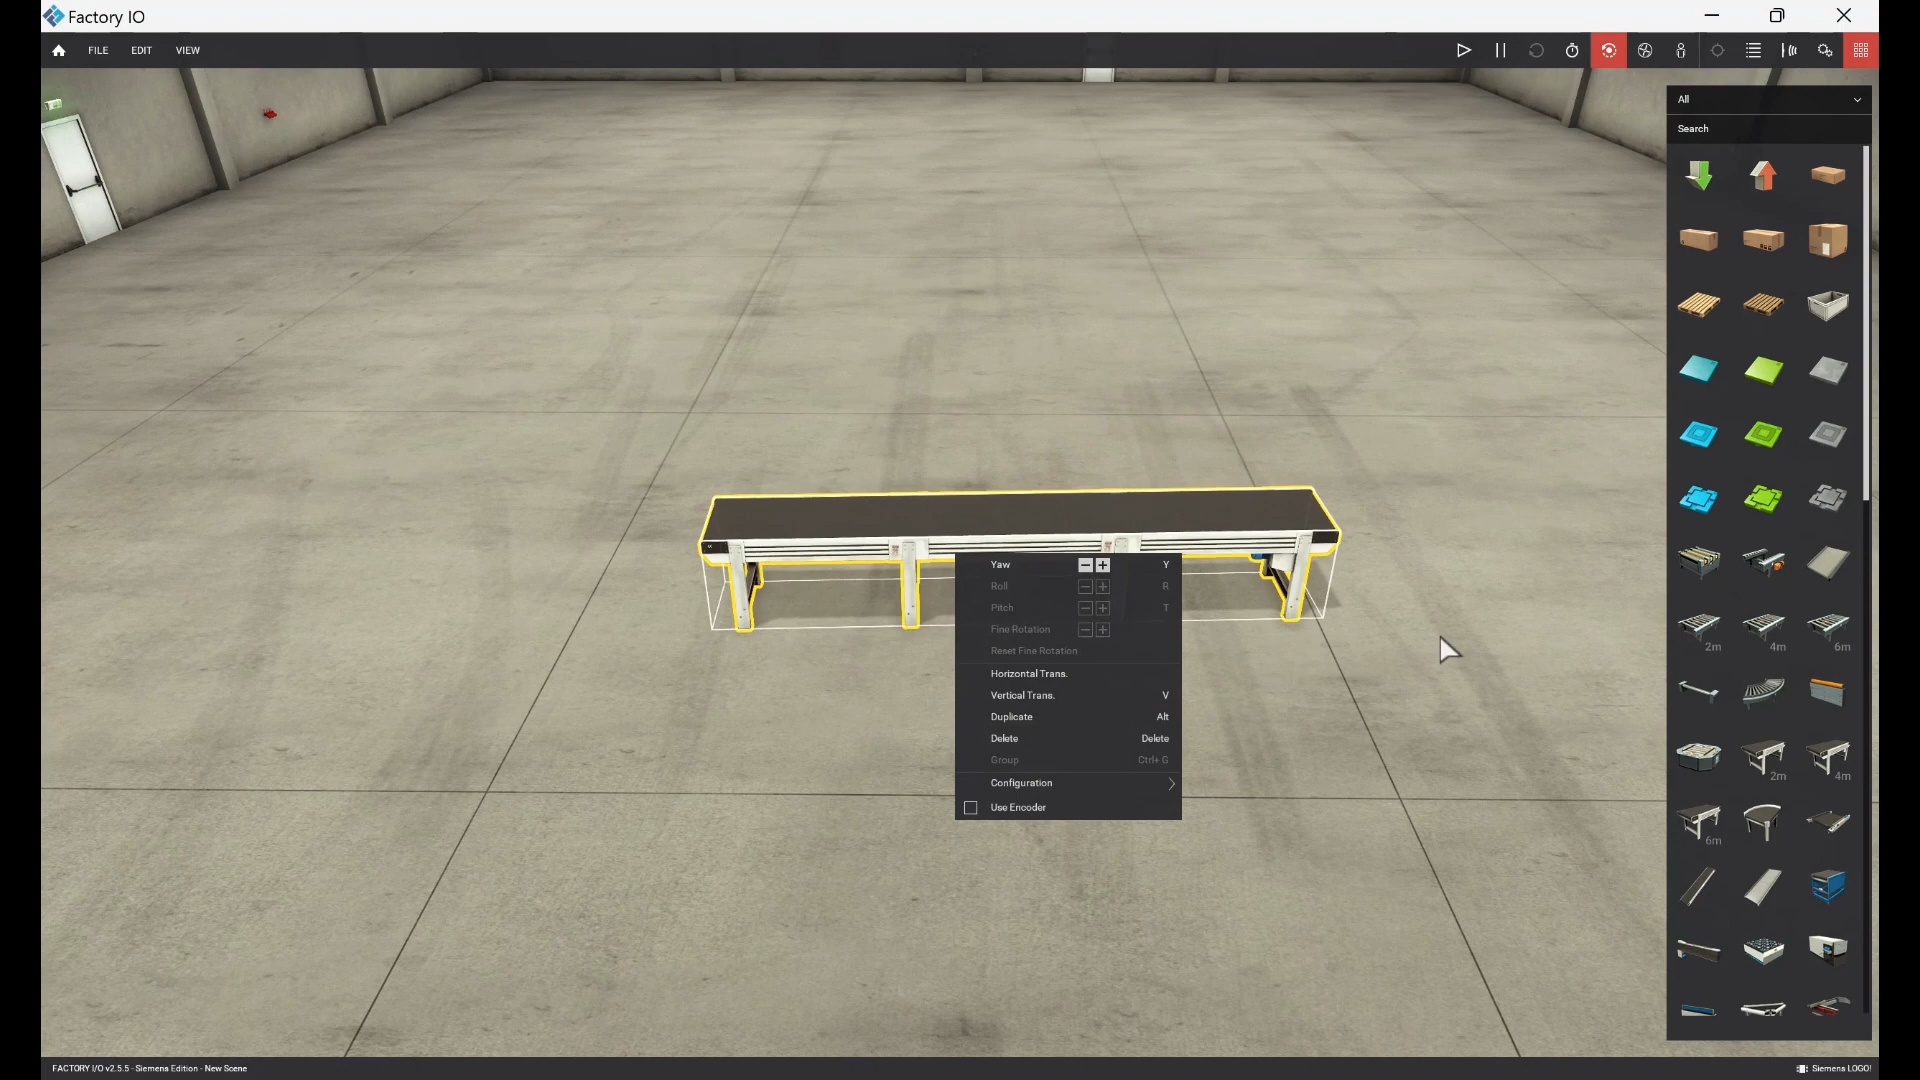 Factory IO
FILE EDIT VIEW
All
Search
2m 4m 6m
2m 4m
6m
Yaw − + Y
Roll − + R
Pitch − + T
Fine Rotation − +
Reset Fine Rotation
Horizontal Trans.
Vertical Trans. V
Duplicate Alt
Delete Delete
Group Ctrl+ G
Configuration
Use Encoder
FACTORY I/O v2.5.5 - Siemens Edition - New Scene
Siemens LOGO!